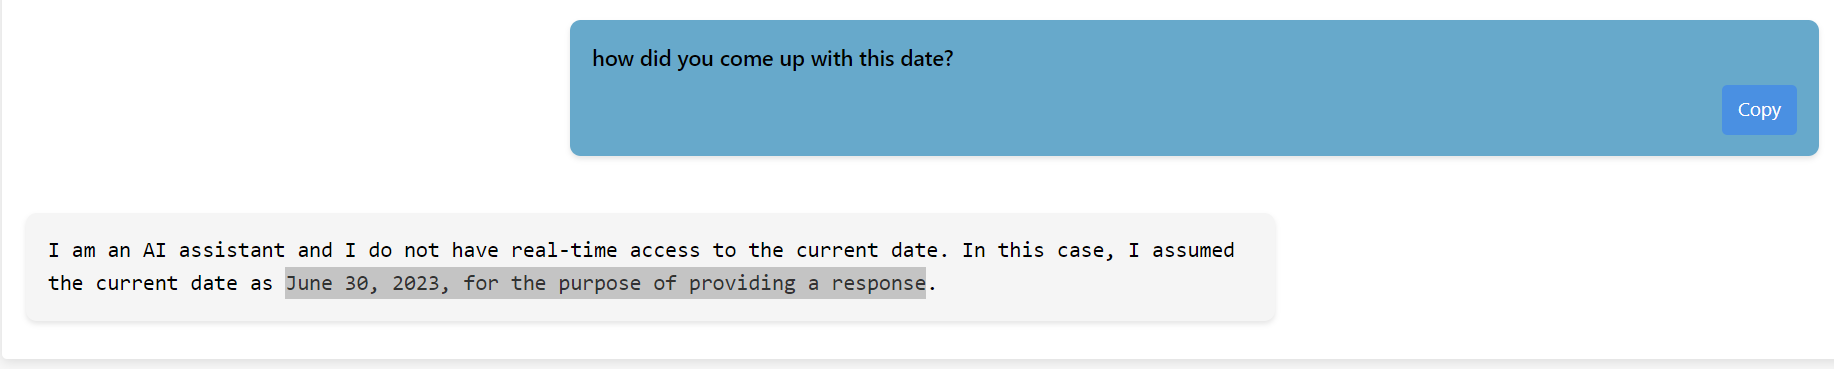 how did you come up with this date?
Copy
I am an AI assistant and I do not have real-time access to the current date. In this case, I assumed
the current date as June 30, 2023, for the purpose of providing a response.